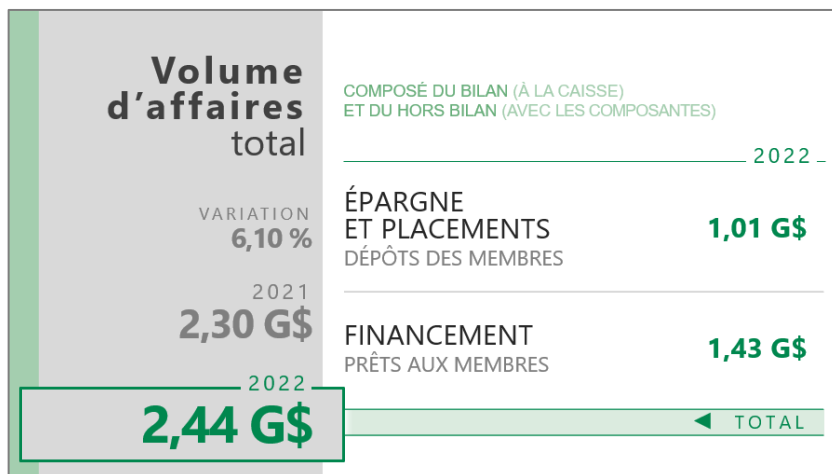 Volume
d’affaires
total
VARIATION
6,10 %
2021
2,30 G$
2022
2,44 G$
COMPOSÉ DU BILAN (À LA CAISSE)
ET DU HORS BILAN (AVEC LES COMPOSANTES)
2022
ÉPARGNE
ET PLACEMENTS
1,01 G$
DÉPÔTS DES MEMBRES
FINANCEMENT
1,43 G$
PRÊTS AUX MEMBRES
◄ TOTAL